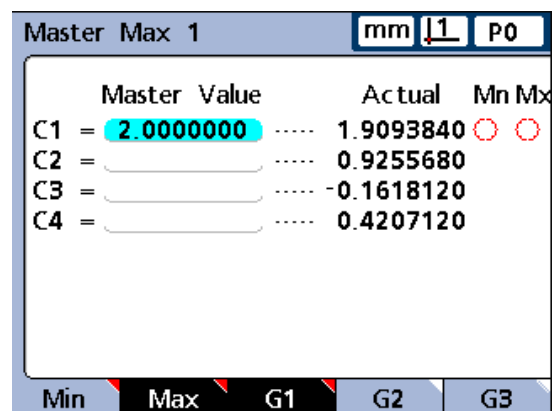 Master Max 1 mm 1 P0
Master Value Actual Mn Mx
C1 = 2.0000000 ..... 1.9093840
C2 = ..... 0.9255680
C3 = ..... -0.1618120
C4 = ..... 0.4207120
Min Max G1 G2 G3